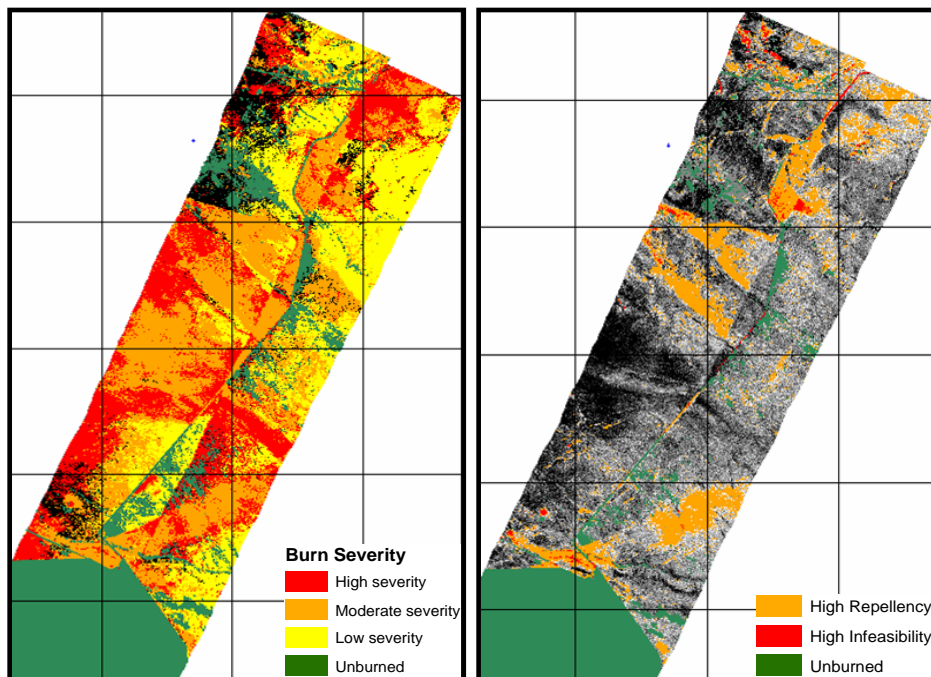 Burn Severity
High severity
Moderate severity
Low severity
Unburned
High Repellency
High Infeasibility
Unburned